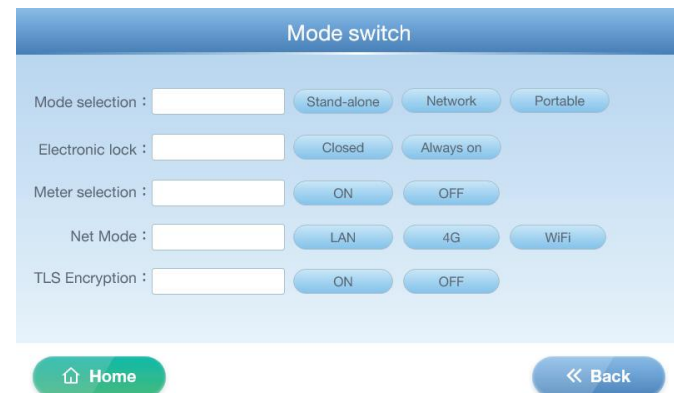 Mode switch
Mode selection： Stand-alone Network Portable
Electronic lock： Closed Always on
Meter selection： ON OFF
Net Mode： LAN 4G WiFi
TLS Encryption： ON OFF
Home Back